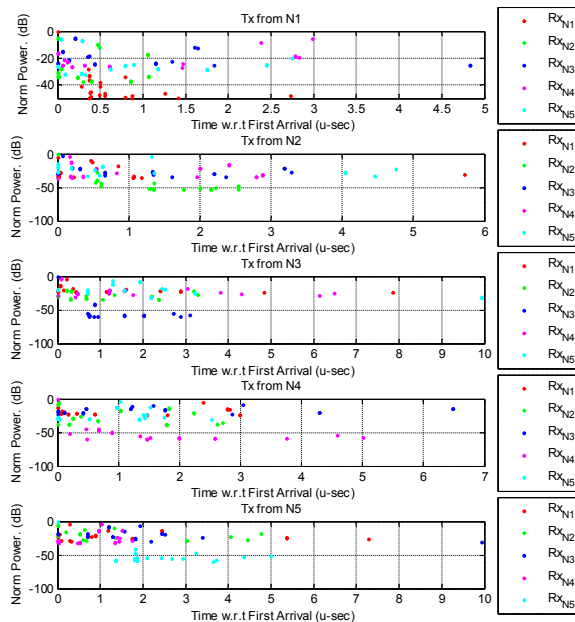 Tx from N1
Norm Power. (dB)
0
-20
-40
0 0.5 1 1.5 2 2.5 3 3.5 4 4.5 5
Time w.r.t First Arrival (u-sec)
Rx_N1
Rx_N2
Rx_N3
Rx_N4
Rx_N5
Tx from N2
Norm Power. (dB)
0
-50
-100
0 1 2 3 4 5 6
Time w.r.t First Arrival (u-sec)
Rx_N1
Rx_N2
Rx_N3
Rx_N4
Rx_N5
Tx from N3
Norm Power. (dB)
0
-50
-100
0 1 2 3 4 5 6 7 8 9 10
Time w.r.t First Arrival (u-sec)
Rx_N1
Rx_N2
Rx_N3
Rx_N4
Rx_N5
Tx from N4
Norm Power. (dB)
0
-50
-100
0 1 2 3 4 5 6 7
Time w.r.t First Arrival (u-sec)
Rx_N1
Rx_N2
Rx_N3
Rx_N4
Rx_N5
Tx from N5
Norm Power. (dB)
0
-50
-100
0 1 2 3 4 5 6 7 8 9 10
Time w.r.t First Arrival (u-sec)
Rx_N1
Rx_N2
Rx_N3
Rx_N4
Rx_N5